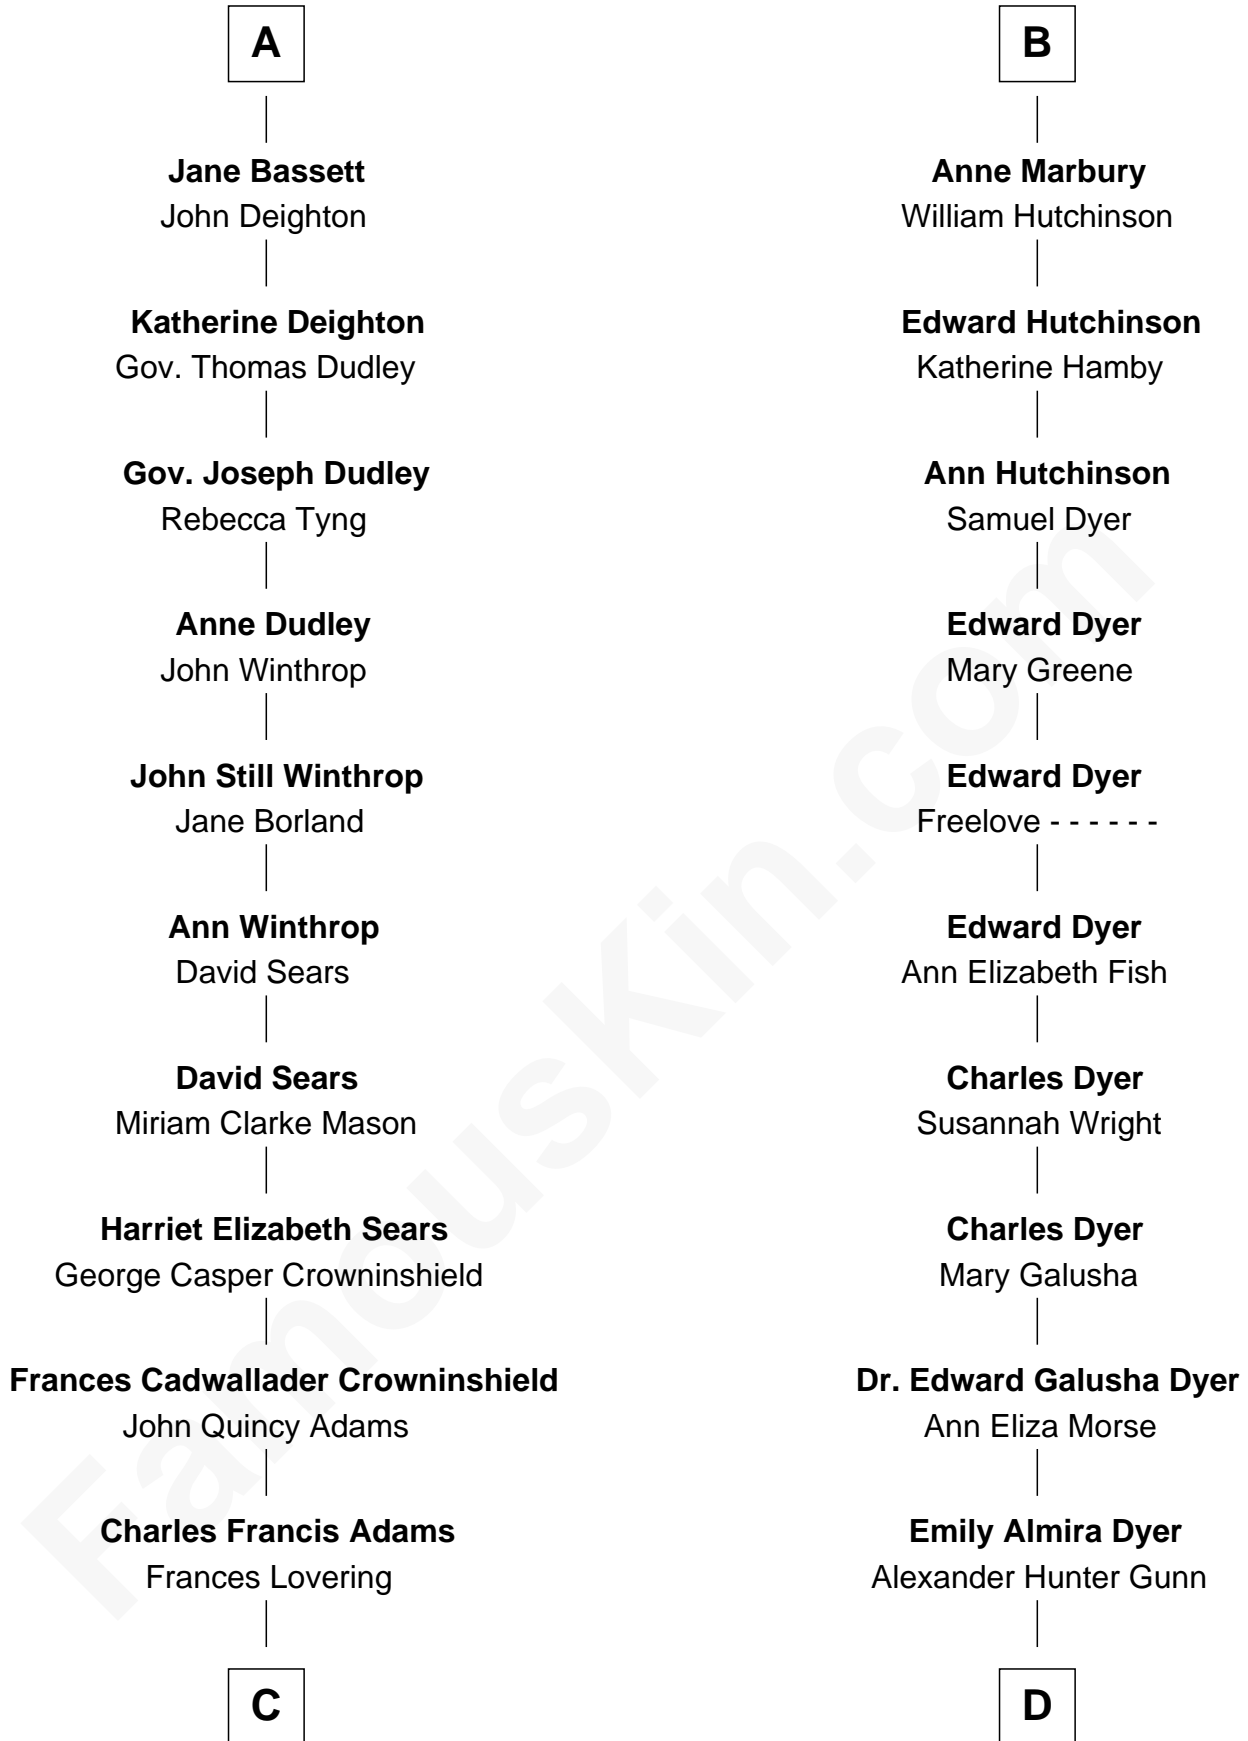 A
Jane Bassett
John Deighton
Katherine Deighton
Gov. Thomas Dudley
Gov. Joseph Dudley
Rebecca Tyng
Anne Dudley
John Winthrop
John Still Winthrop
Jane Borland
Ann Winthrop
David Sears
David Sears
Miriam Clarke Mason
Harriet Elizabeth Sears
George Casper Crowninshield
Frances Cadwallader Crowninshield
John Quincy Adams
Charles Francis Adams
Frances Lovering
C
B
Anne Marbury
William Hutchinson
Edward Hutchinson
Katherine Hamby
Ann Hutchinson
Samuel Dyer
Edward Dyer
Mary Greene
Edward Dyer
Freelove - - - - - -
Edward Dyer
Ann Elizabeth Fish
Charles Dyer
Susannah Wright
Charles Dyer
Mary Galusha
Dr. Edward Galusha Dyer
Ann Eliza Morse
Emily Almira Dyer
Alexander Hunter Gunn
D
FamousKin.com